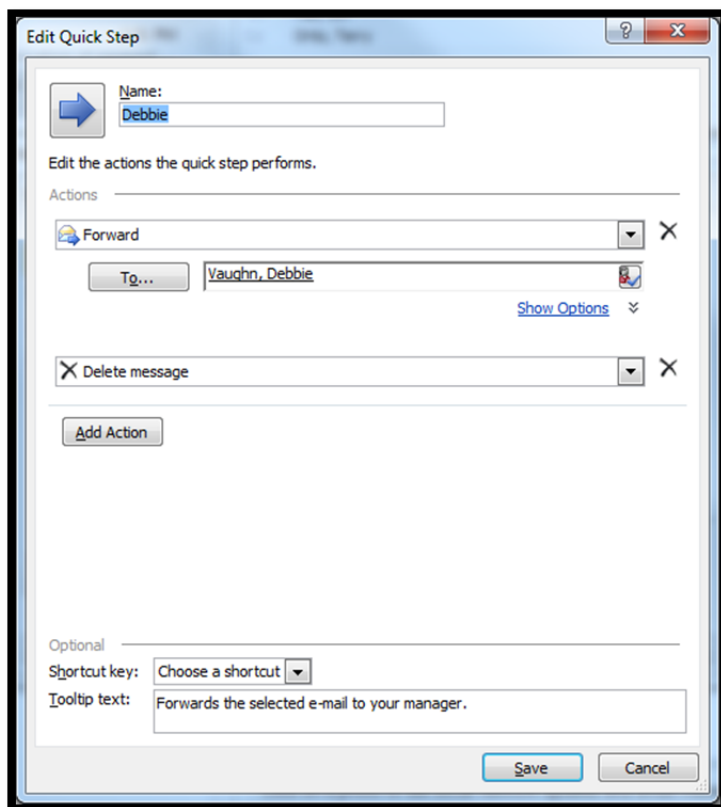 Edit Quick Step
Name:
Debbie
Edit the actions the quick step performs.
Actions
Forward
To... Vaughn, Debbie
Show Options
Delete message
Add Action
Optional
Shortcut key: Choose a shortcut
Tooltip text: Forwards the selected e-mail to your manager.
Save Cancel